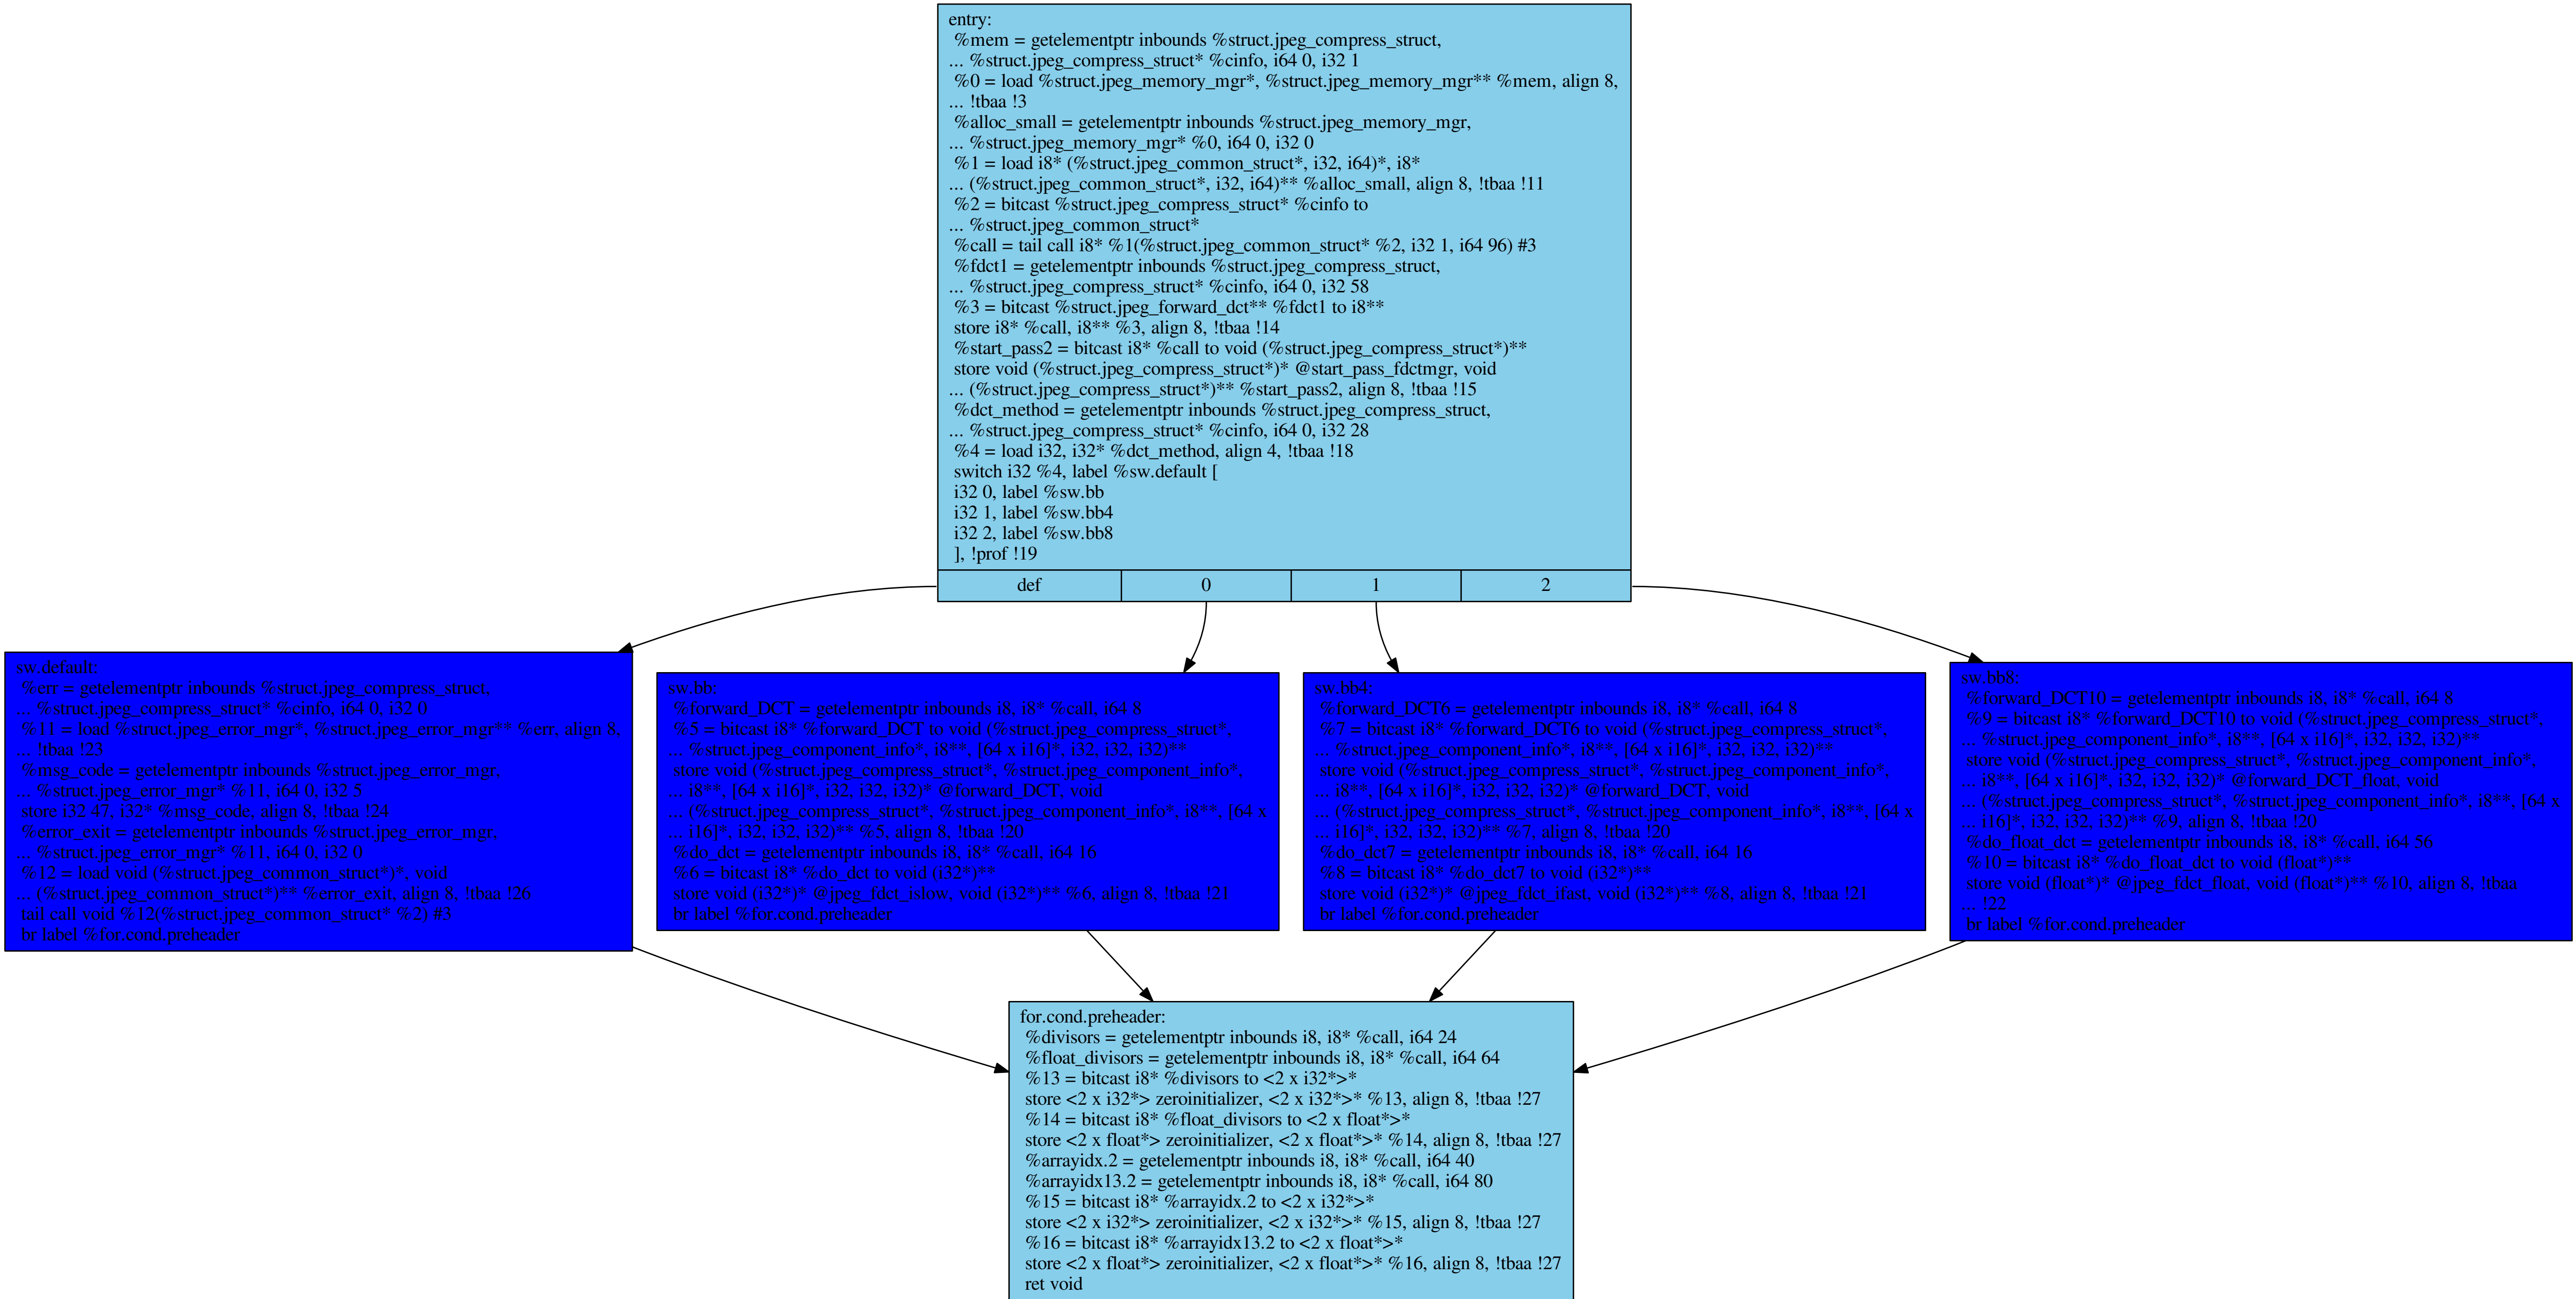 entry:
%mem = getelementptr inbounds %struct.jpeg_compress_struct,
... %struct.jpeg_compress_struct* %cinfo, i64 0, i32 1
%0 = load %struct.jpeg_memory_mgr*, %struct.jpeg_memory_mgr** %mem, align 8,
... !tbaa !3
%alloc_small = getelementptr inbounds %struct.jpeg_memory_mgr,
... %struct.jpeg_memory_mgr* %0, i64 0, i32 0
%1 = load i8* (%struct.jpeg_common_struct*, i32, i64)*, i8*
... (%struct.jpeg_common_struct*, i32, i64)** %alloc_small, align 8, !tbaa !11
%2 = bitcast %struct.jpeg_compress_struct* %cinfo to
... %struct.jpeg_common_struct*
%call = tail call i8* %1(%struct.jpeg_common_struct* %2, i32 1, i64 96) #3
%fdct1 = getelementptr inbounds %struct.jpeg_compress_struct,
... %struct.jpeg_compress_struct* %cinfo, i64 0, i32 58
%3 = bitcast %struct.jpeg_forward_dct** %fdct1 to i8**
store i8* %call, i8** %3, align 8, !tbaa !14
%start_pass2 = bitcast i8* %call to void (%struct.jpeg_compress_struct*)**
store void (%struct.jpeg_compress_struct*)* @start_pass_fdctmgr, void
... (%struct.jpeg_compress_struct*)** %start_pass2, align 8, !tbaa !15
%dct_method = getelementptr inbounds %struct.jpeg_compress_struct,
... %struct.jpeg_compress_struct* %cinfo, i64 0, i32 28
%4 = load i32, i32* %dct_method, align 4, !tbaa !18
switch i32 %4, label %sw.default [
i32 0, label %sw.bb
i32 1, label %sw.bb4
i32 2, label %sw.bb8
], !prof !19
def 0 1 2
sw.default:
%err = getelementptr inbounds %struct.jpeg_compress_struct,
... %struct.jpeg_compress_struct* %cinfo, i64 0, i32 0
%11 = load %struct.jpeg_error_mgr*, %struct.jpeg_error_mgr** %err, align 8,
... !tbaa !23
%msg_code = getelementptr inbounds %struct.jpeg_error_mgr,
... %struct.jpeg_error_mgr* %11, i64 0, i32 5
store i32 47, i32* %msg_code, align 8, !tbaa !24
%error_exit = getelementptr inbounds %struct.jpeg_error_mgr,
... %struct.jpeg_error_mgr* %11, i64 0, i32 0
%12 = load void (%struct.jpeg_common_struct*)*, void
... (%struct.jpeg_common_struct*)** %error_exit, align 8, !tbaa !26
tail call void %12(%struct.jpeg_common_struct* %2) #3
br label %for.cond.preheader
sw.bb:
%forward_DCT = getelementptr inbounds i8, i8* %call, i64 8
%5 = bitcast i8* %forward_DCT to void (%struct.jpeg_compress_struct*,
... %struct.jpeg_component_info*, i8**, [64 x i16]*, i32, i32, i32)**
store void (%struct.jpeg_compress_struct*, %struct.jpeg_component_info*,
... i8**, [64 x i16]*, i32, i32, i32)* @forward_DCT, void
... (%struct.jpeg_compress_struct*, %struct.jpeg_component_info*, i8**, [64 x
... i16]*, i32, i32, i32)** %5, align 8, !tbaa !20
%do_dct = getelementptr inbounds i8, i8* %call, i64 16
%6 = bitcast i8* %do_dct to void (i32*)**
store void (i32*)* @jpeg_fdct_islow, void (i32*)** %6, align 8, !tbaa !21
br label %for.cond.preheader
sw.bb4:
%forward_DCT6 = getelementptr inbounds i8, i8* %call, i64 8
%7 = bitcast i8* %forward_DCT6 to void (%struct.jpeg_compress_struct*,
... %struct.jpeg_component_info*, i8**, [64 x i16]*, i32, i32, i32)**
store void (%struct.jpeg_compress_struct*, %struct.jpeg_component_info*,
... i8**, [64 x i16]*, i32, i32, i32)* @forward_DCT, void
... (%struct.jpeg_compress_struct*, %struct.jpeg_component_info*, i8**, [64 x
... i16]*, i32, i32, i32)** %7, align 8, !tbaa !20
%do_dct7 = getelementptr inbounds i8, i8* %call, i64 16
%8 = bitcast i8* %do_dct7 to void (i32*)**
store void (i32*)* @jpeg_fdct_ifast, void (i32*)** %8, align 8, !tbaa !21
br label %for.cond.preheader
sw.bb8:
%forward_DCT10 = getelementptr inbounds i8, i8* %call, i64 8
%9 = bitcast i8* %forward_DCT10 to void (%struct.jpeg_compress_struct*,
... %struct.jpeg_component_info*, i8**, [64 x i16]*, i32, i32, i32)**
store void (%struct.jpeg_compress_struct*, %struct.jpeg_component_info*,
... i8**, [64 x i16]*, i32, i32, i32)* @forward_DCT_float, void
... (%struct.jpeg_compress_struct*, %struct.jpeg_component_info*, i8**, [64 x
... i16]*, i32, i32, i32)** %9, align 8, !tbaa !20
%do_float_dct = getelementptr inbounds i8, i8* %call, i64 56
%10 = bitcast i8* %do_float_dct to void (float*)**
store void (float*)* @jpeg_fdct_float, void (float*)** %10, align 8, !tbaa
... !22
br label %for.cond.preheader
for.cond.preheader:
%divisors = getelementptr inbounds i8, i8* %call, i64 24
%float_divisors = getelementptr inbounds i8, i8* %call, i64 64
%13 = bitcast i8* %divisors to <2 x i32*>*
store <2 x i32*> zeroinitializer, <2 x i32*>* %13, align 8, !tbaa !27
%14 = bitcast i8* %float_divisors to <2 x float*>*
store <2 x float*> zeroinitializer, <2 x float*>* %14, align 8, !tbaa !27
%arrayidx.2 = getelementptr inbounds i8, i8* %call, i64 40
%arrayidx13.2 = getelementptr inbounds i8, i8* %call, i64 80
%15 = bitcast i8* %arrayidx.2 to <2 x i32*>*
store <2 x i32*> zeroinitializer, <2 x i32*>* %15, align 8, !tbaa !27
%16 = bitcast i8* %arrayidx13.2 to <2 x float*>*
store <2 x float*> zeroinitializer, <2 x float*>* %16, align 8, !tbaa !27
ret void